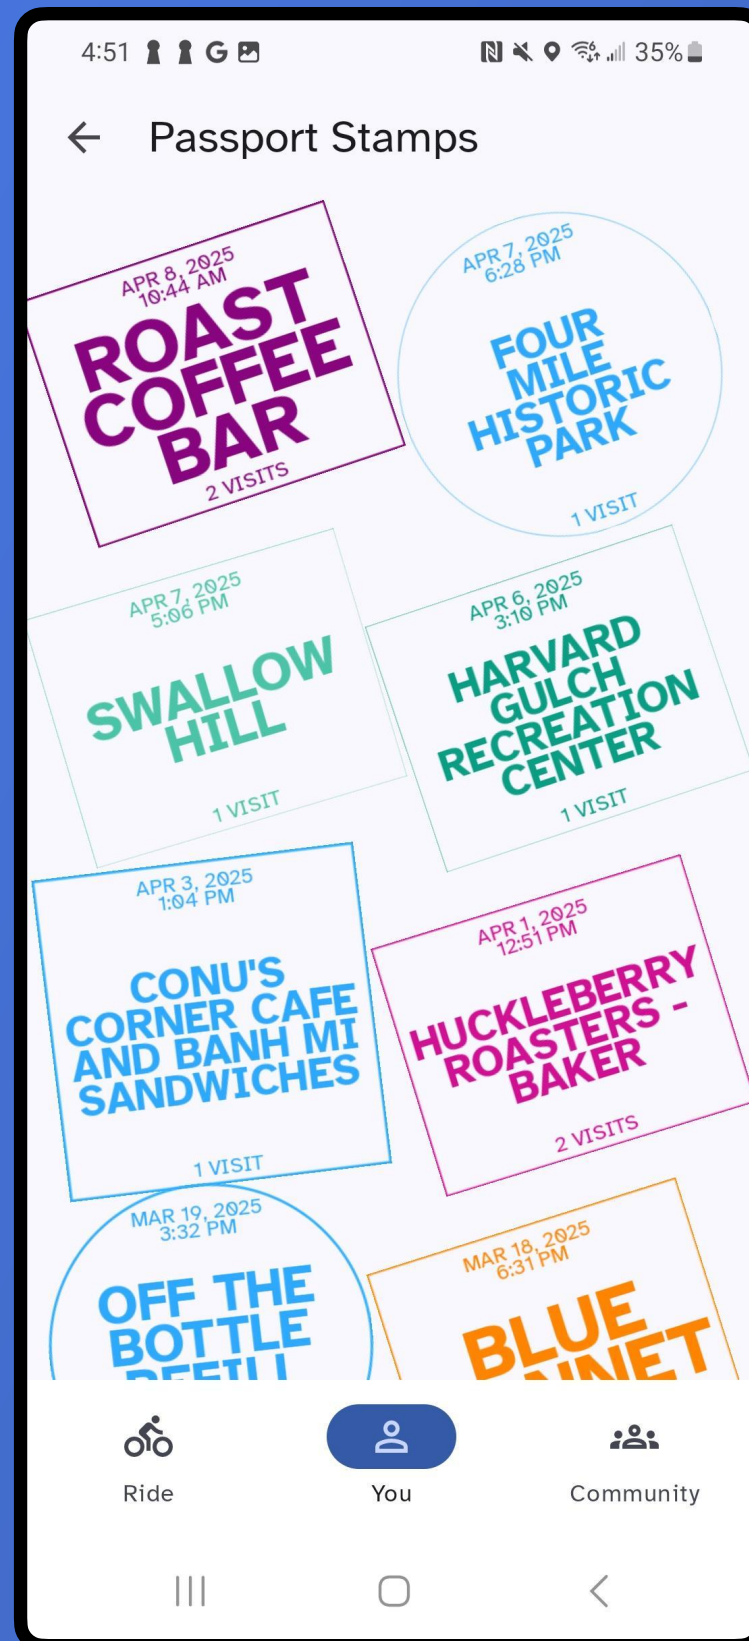 4:51
35%
Passport Stamps
APR 8, 2025
10:44 AM
ROAST
COFFEE
BAR
2 VISITS
APR 7, 2025
6:28 PM
FOUR
MILE
HISTORIC
PARK
1 VISIT
APR 7, 2025
5:06 PM
SWALLOW
HILL
1 VISIT
APR 6, 2025
3:10 PM
HARVARD
GULCH
RECREATION
CENTER
1 VISIT
APR 3, 2025
1:04 PM
CONU'S
CORNER CAFE
AND BANH MI
SANDWICHES
1 VISIT
APR 1, 2025
12:51 PM
HUCKLEBERRY
ROASTERS -
BAKER
2 VISITS
MAR 19, 2025
3:32 PM
OFF THE
BOTTLE
REFILL
MAR 18, 2025
6:31 PM
BLUE
Ride
You
Community